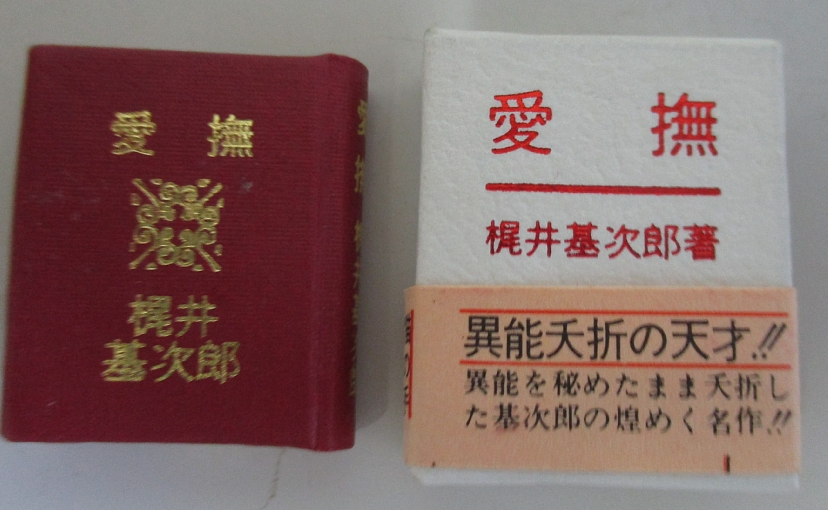 愛撫
梶井
基次郎
愛撫
梶井基次郎著
異能夭折の天才!!
異能を秘めたまま夭折し
た基次郎の煌めく名作!!